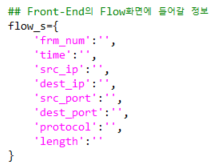 ## Front-End의 Flow화면에 들어갈 정보
flow_s={
    'frm_num':'',
    'time':'',
    'src_ip':'',
    'dest_ip':'',
    'src_port':'',
    'dest_port':'',
    'protocol':'',
    'length':''
}